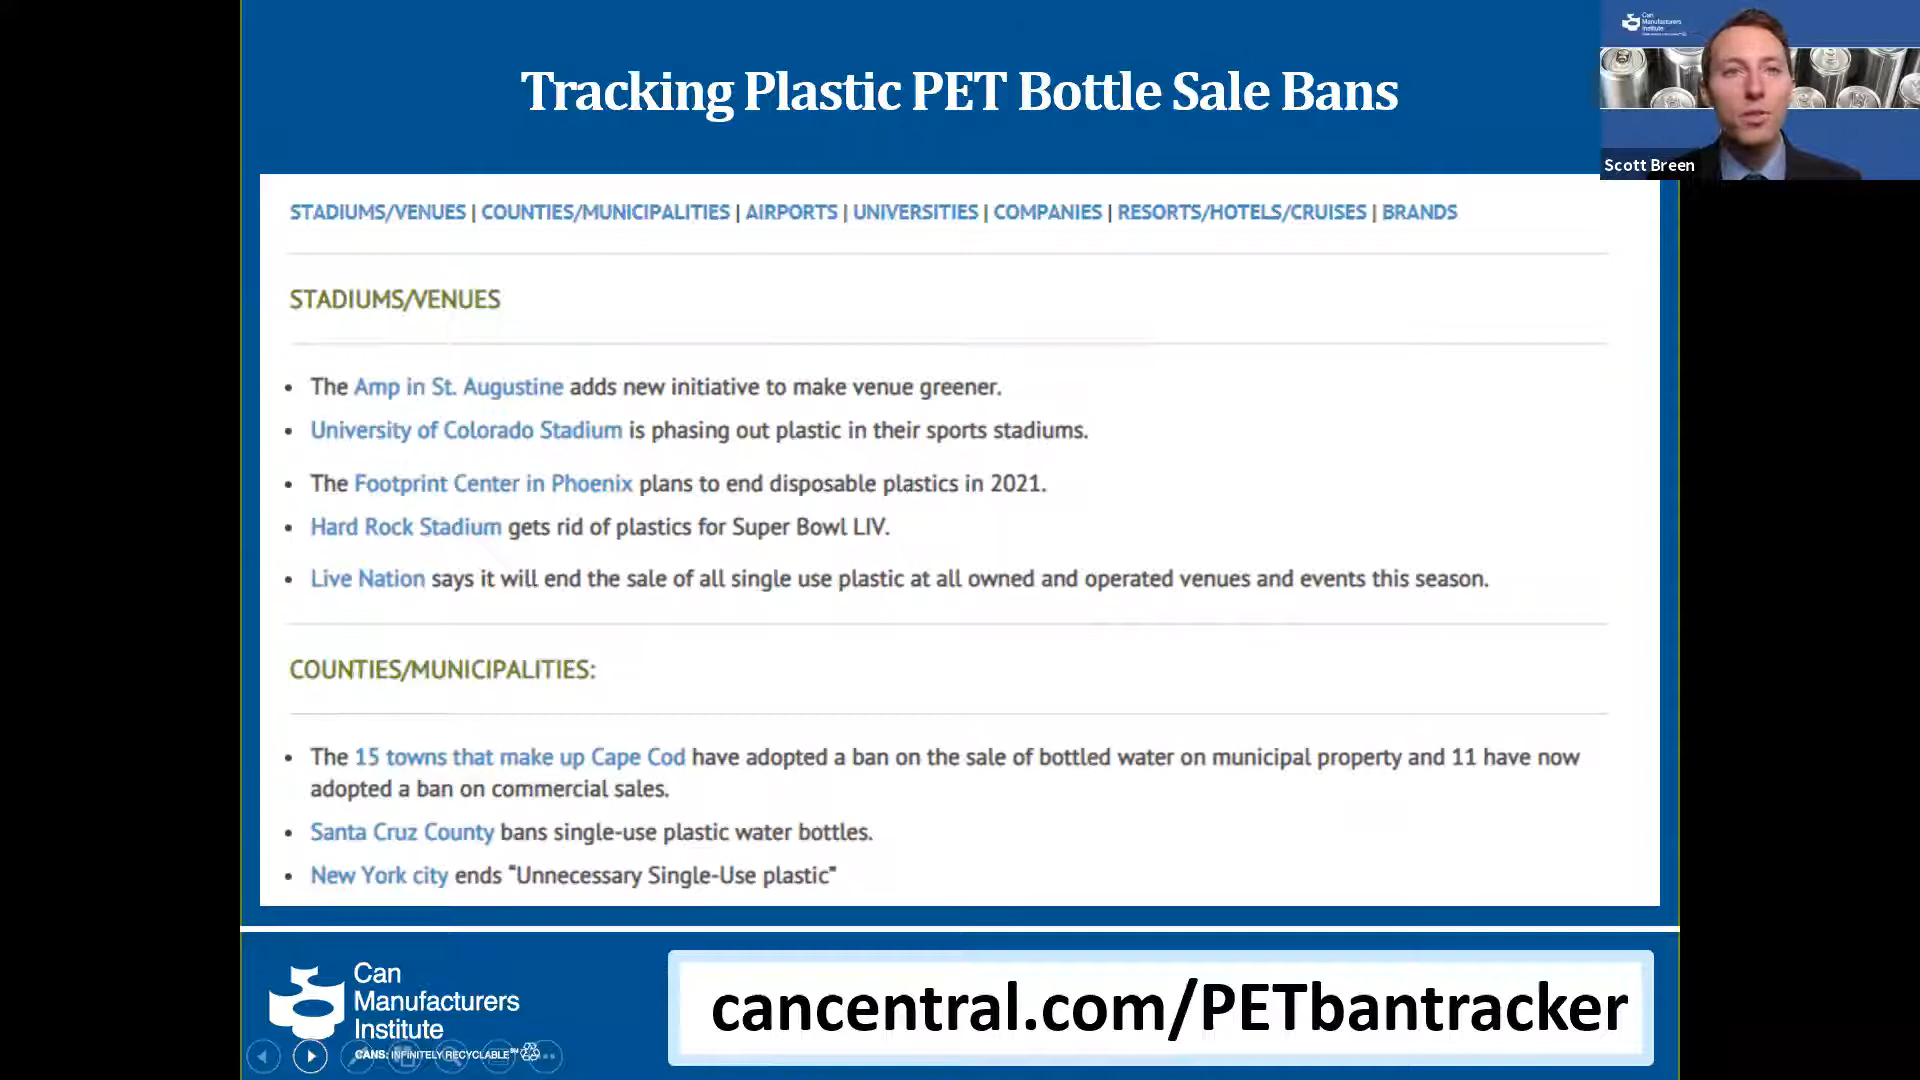 Tracking Plastic PET Bottle Sale Bans
Can
Manufacturers
Institute
Scott Breen
STADIUMS/VENUES | COUNTIES/MUNICIPALITIES | AIRPORTS | UNIVERSITIES | COMPANIES | RESORTS/HOTELS/CRUISES | BRANDS
STADIUMS/VENUES
• The Amp in St. Augustine adds new initiative to make venue greener.
• University of Colorado Stadium is phasing out plastic in their sports stadiums.
• The Footprint Center in Phoenix plans to end disposable plastics in 2021.
• Hard Rock Stadium gets rid of plastics for Super Bowl LIV.
• Live Nation says it will end the sale of all single use plastic at all owned and operated venues and events this season.
COUNTIES/MUNICIPALITIES:
• The 15 towns that make up Cape Cod have adopted a ban on the sale of bottled water on municipal property and 11 have now
adopted a ban on commercial sales.
• Santa Cruz County bans single-use plastic water bottles.
• New York city ends “Unnecessary Single-Use plastic”
Can
Manufacturers
Institute
CANS: INFINITELY RECYCLABLE℠
cancentral.com/PETbantracker